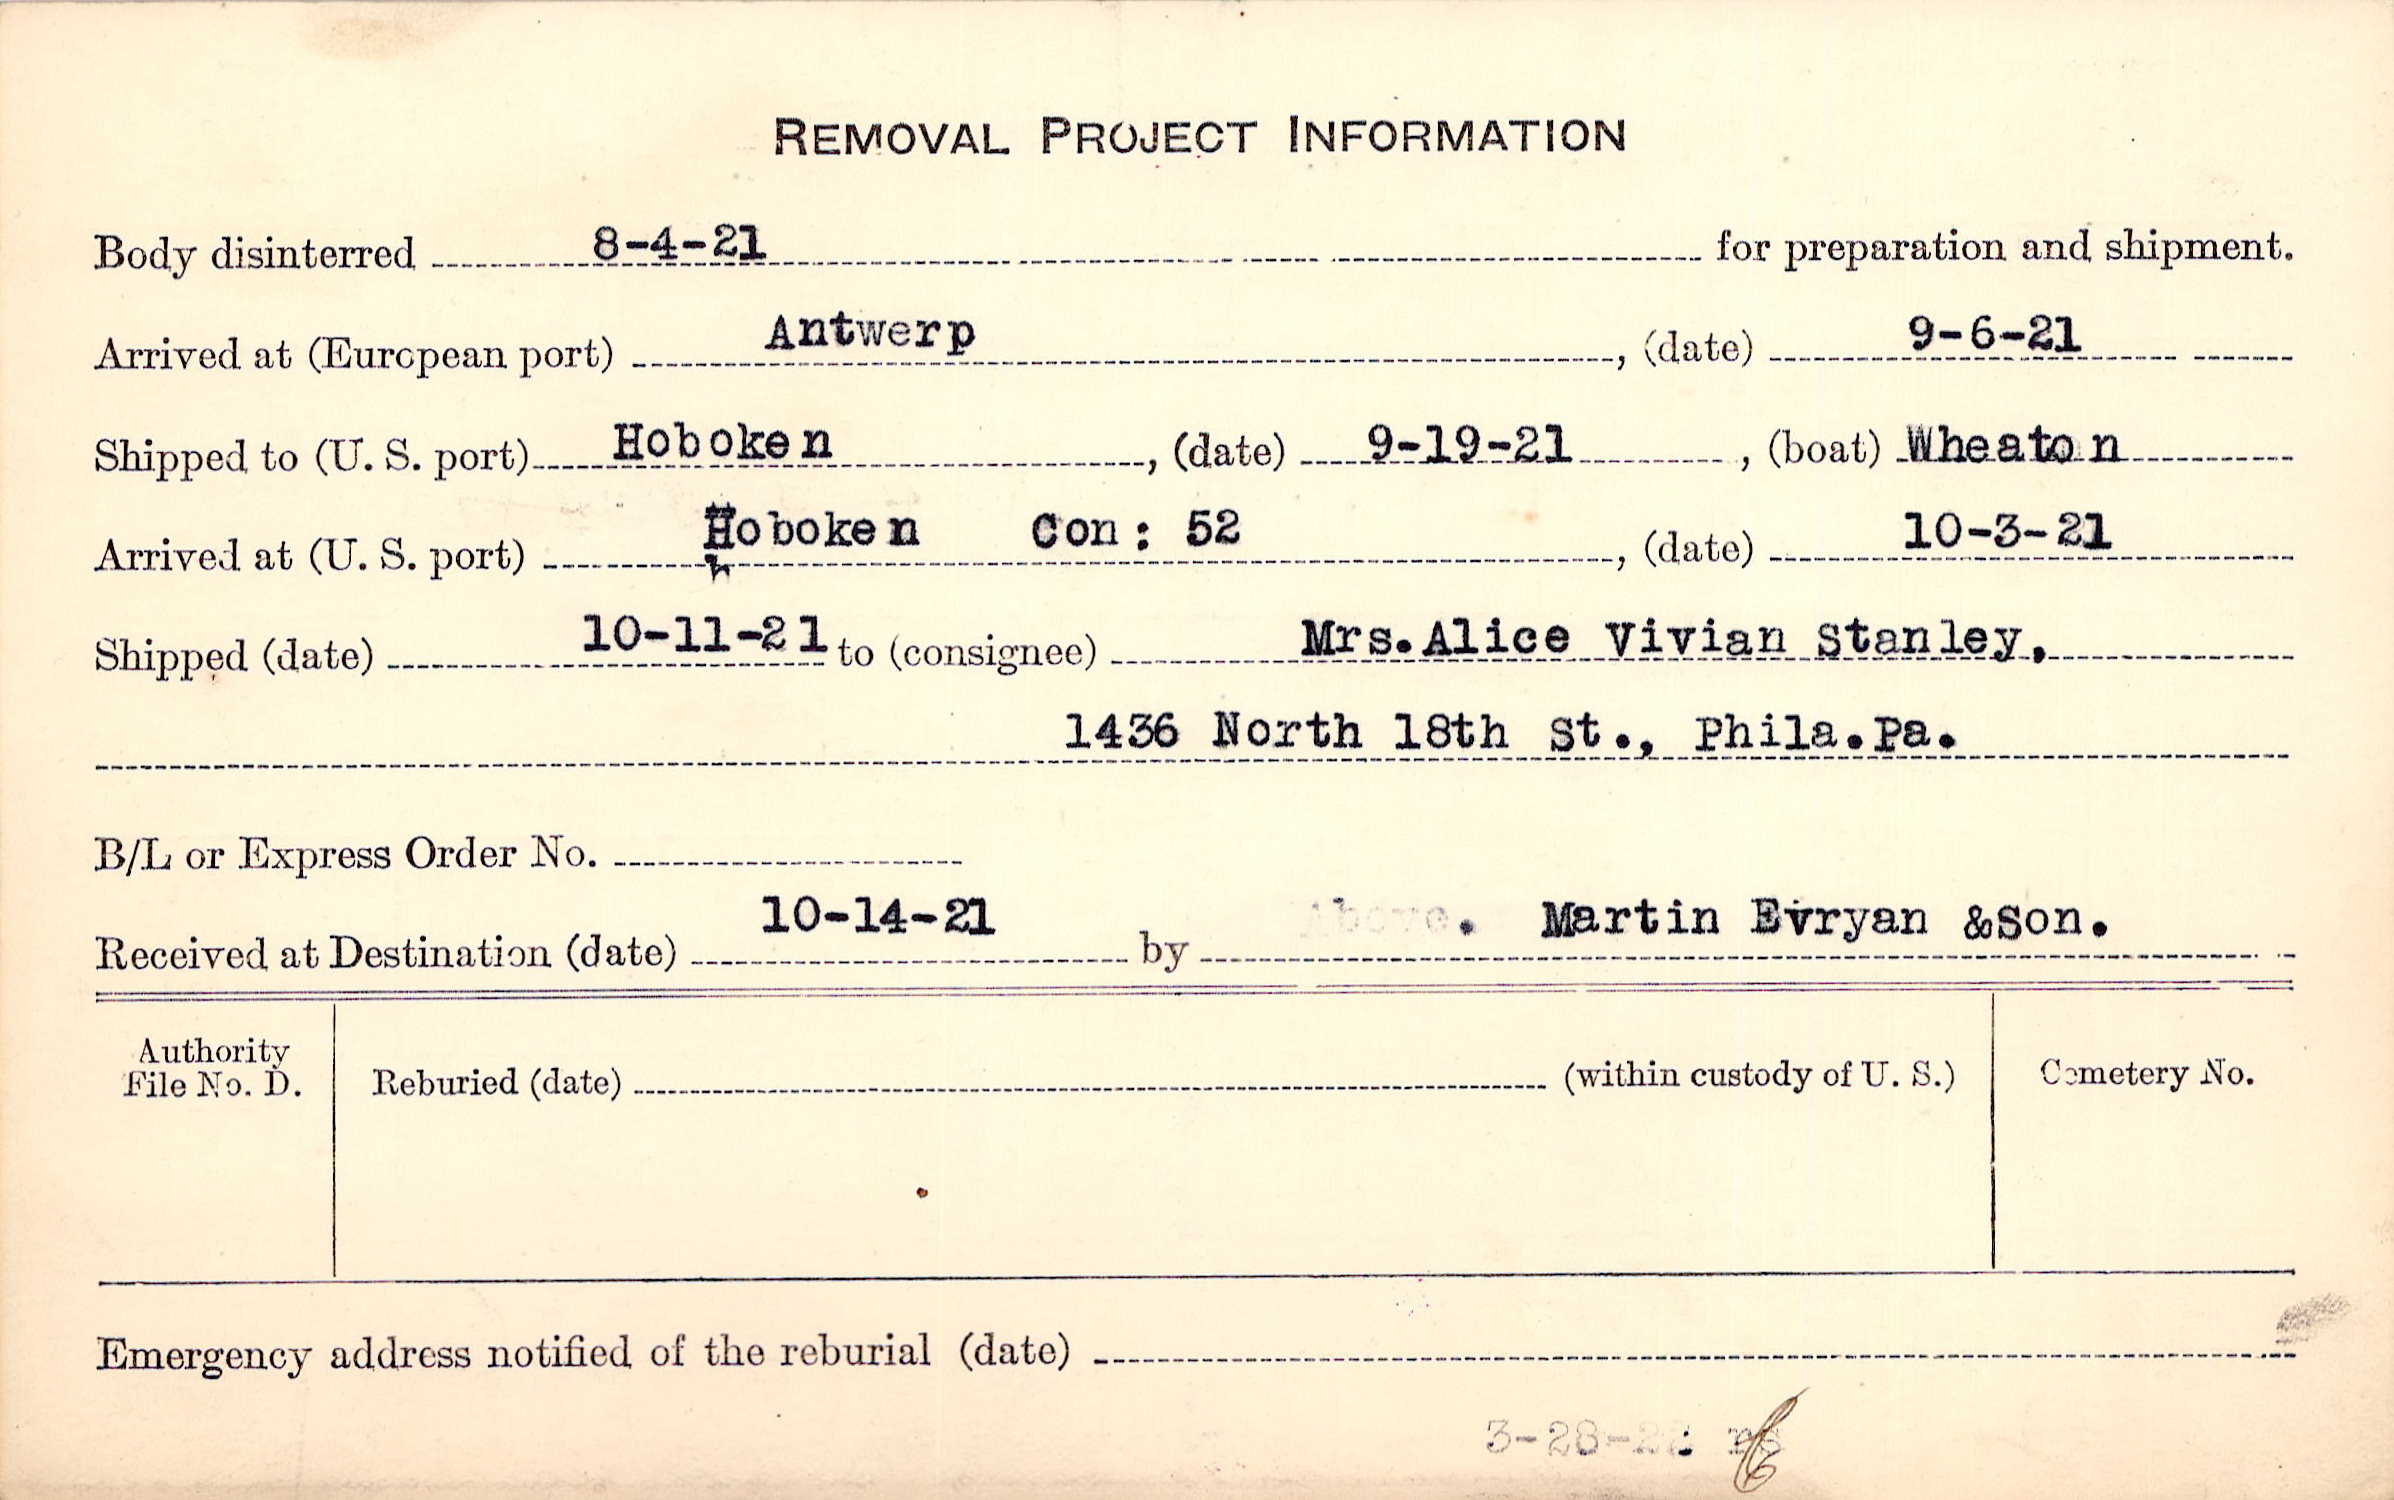 REMOVAL PROJECT INFORMATION
Body disinterred 8-4-21 for preparation and shipment.
Arrived at (European port) Antwerp, (date) 9-6-21
Shipped to (U. S. port) Hoboken, (date) 9-19-21, (boat) Wheaton
Arrived at (U. S. port) Hoboken Con: 52, (date) 10-3-21
Shipped (date) 10-11-21 to (consignee) Mrs.Alice Vivian Stanley,
1436 North 18th St., Phila.Pa.
B/L or Express Order No.
Received at Destination (date) 10-14-21 by Above. Martin Evryan &Son.
Authority
File No. D.
Reburied (date) (within custody of U. S.)
Cemetery No.
Emergency address notified of the reburial (date)
3-28-